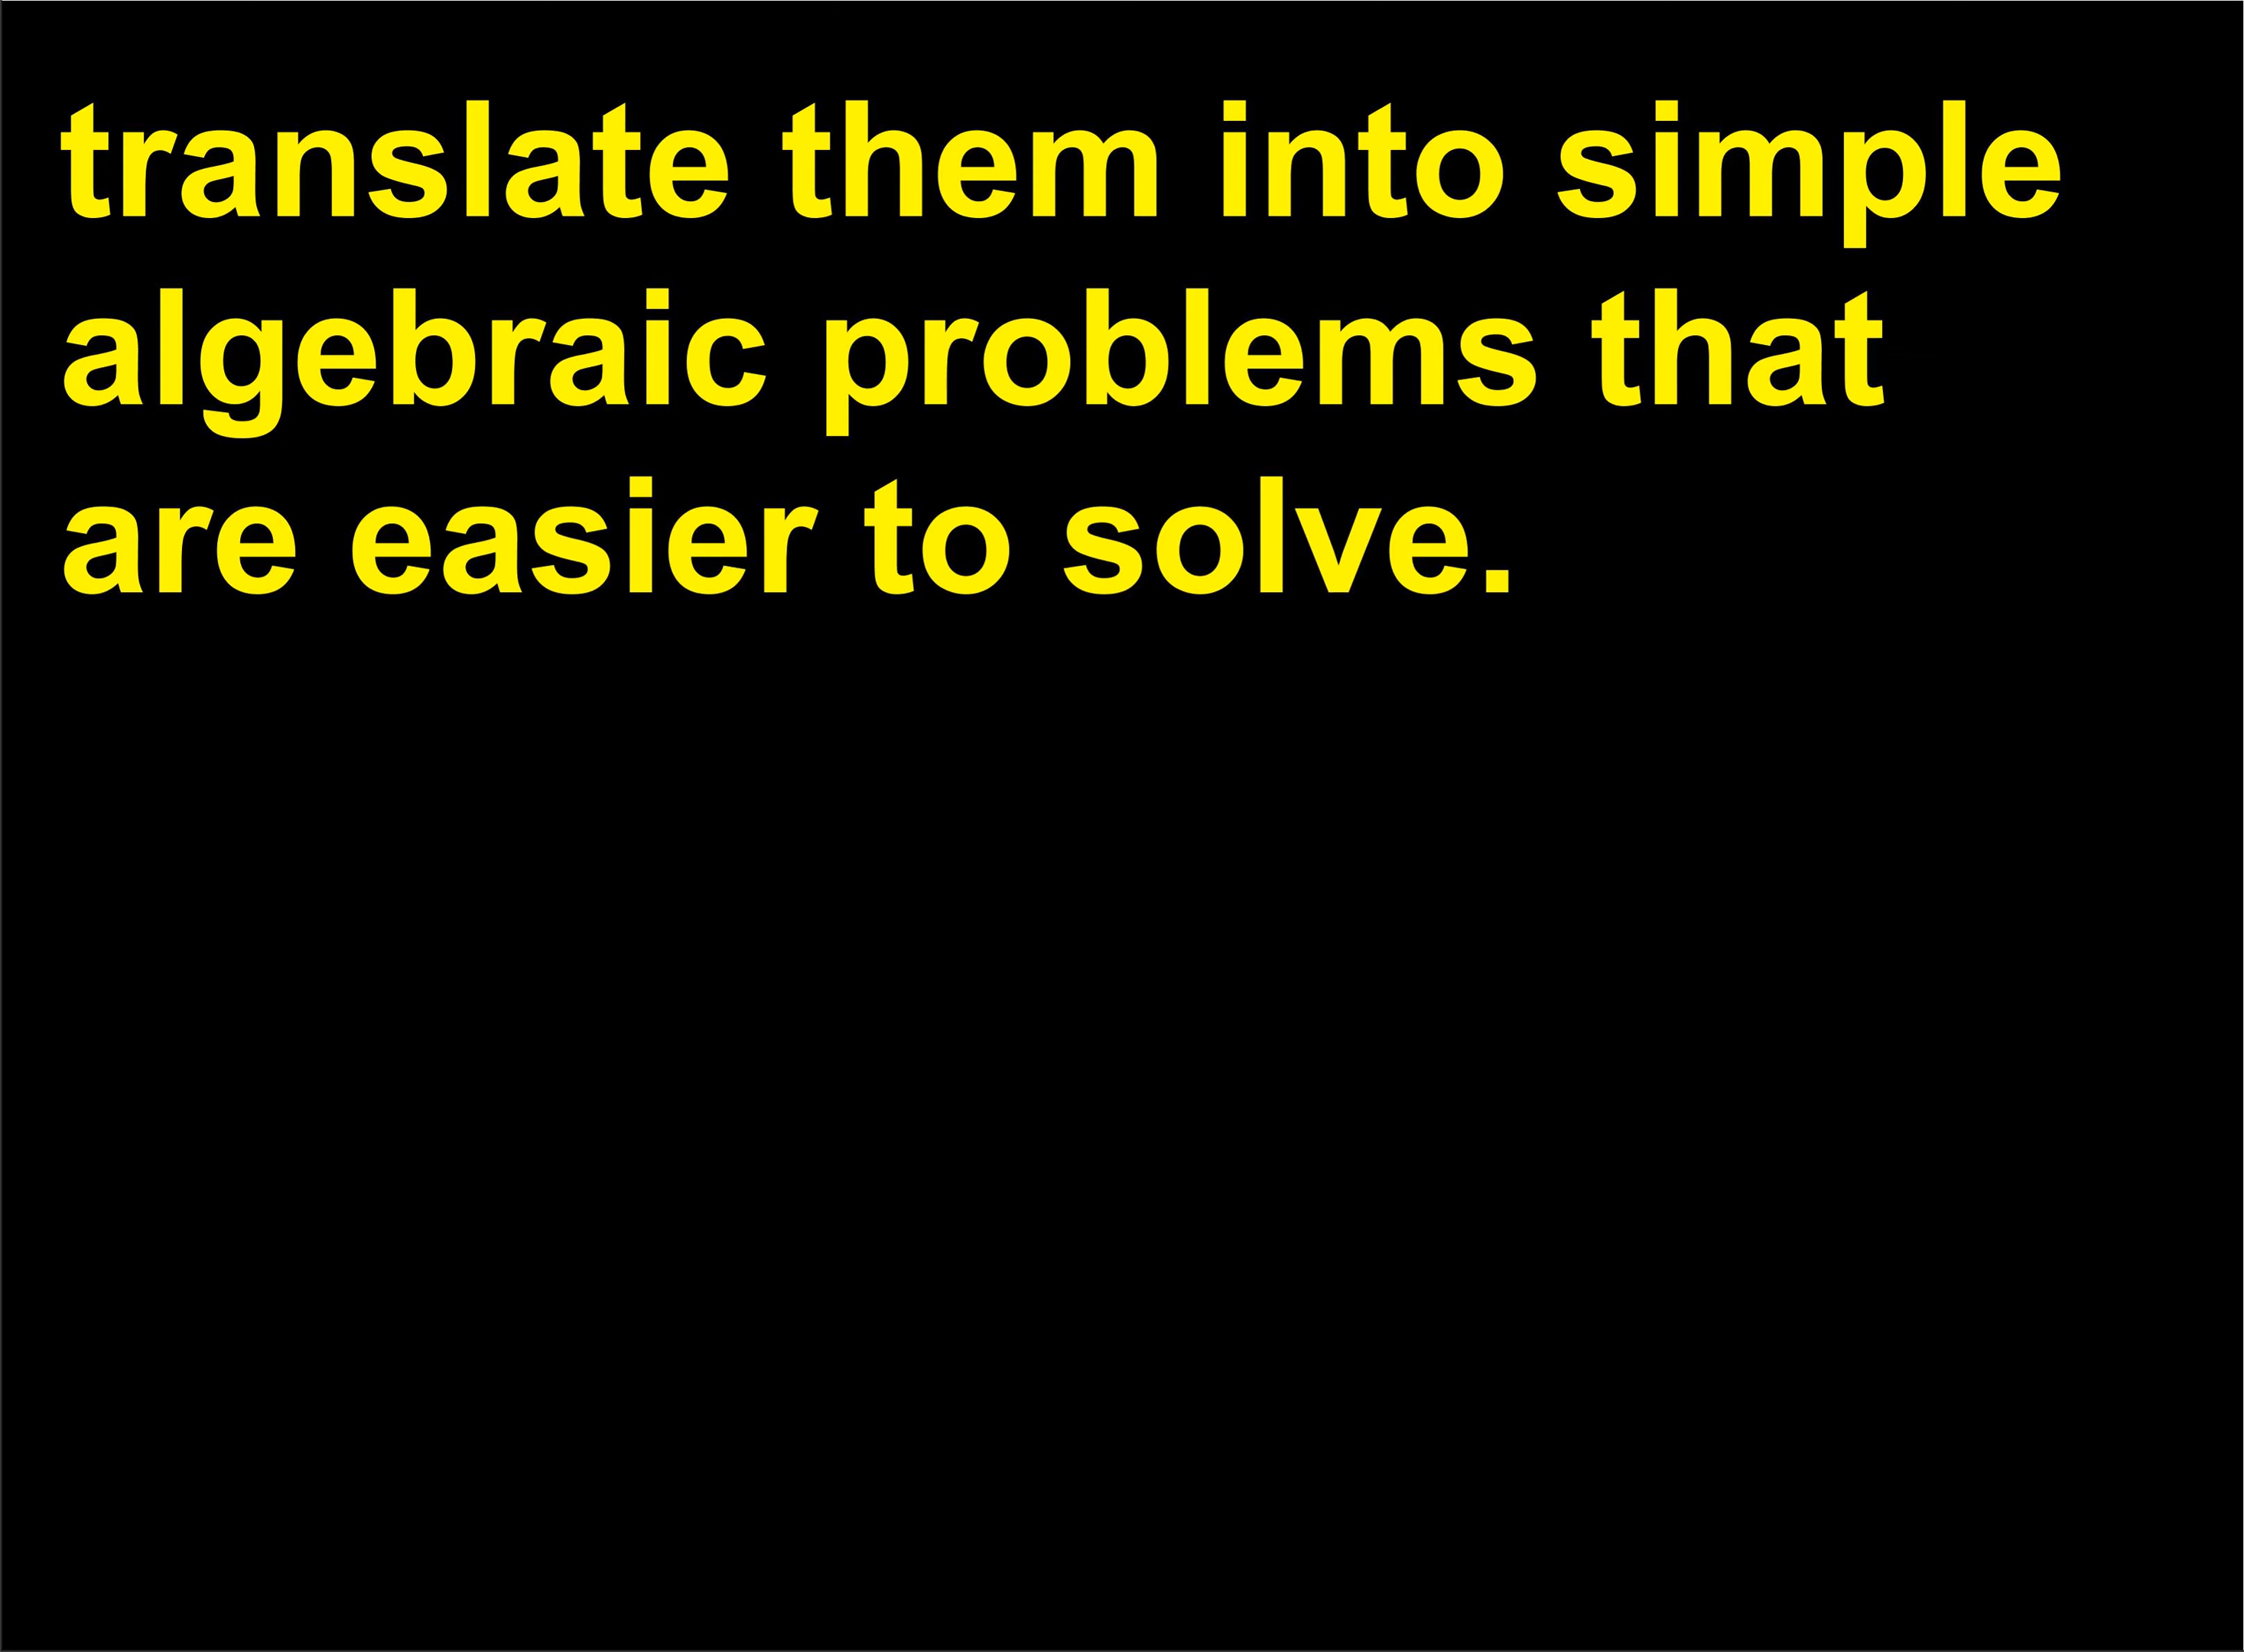 translate them into simple
algebraic problems that
are easier to solve.